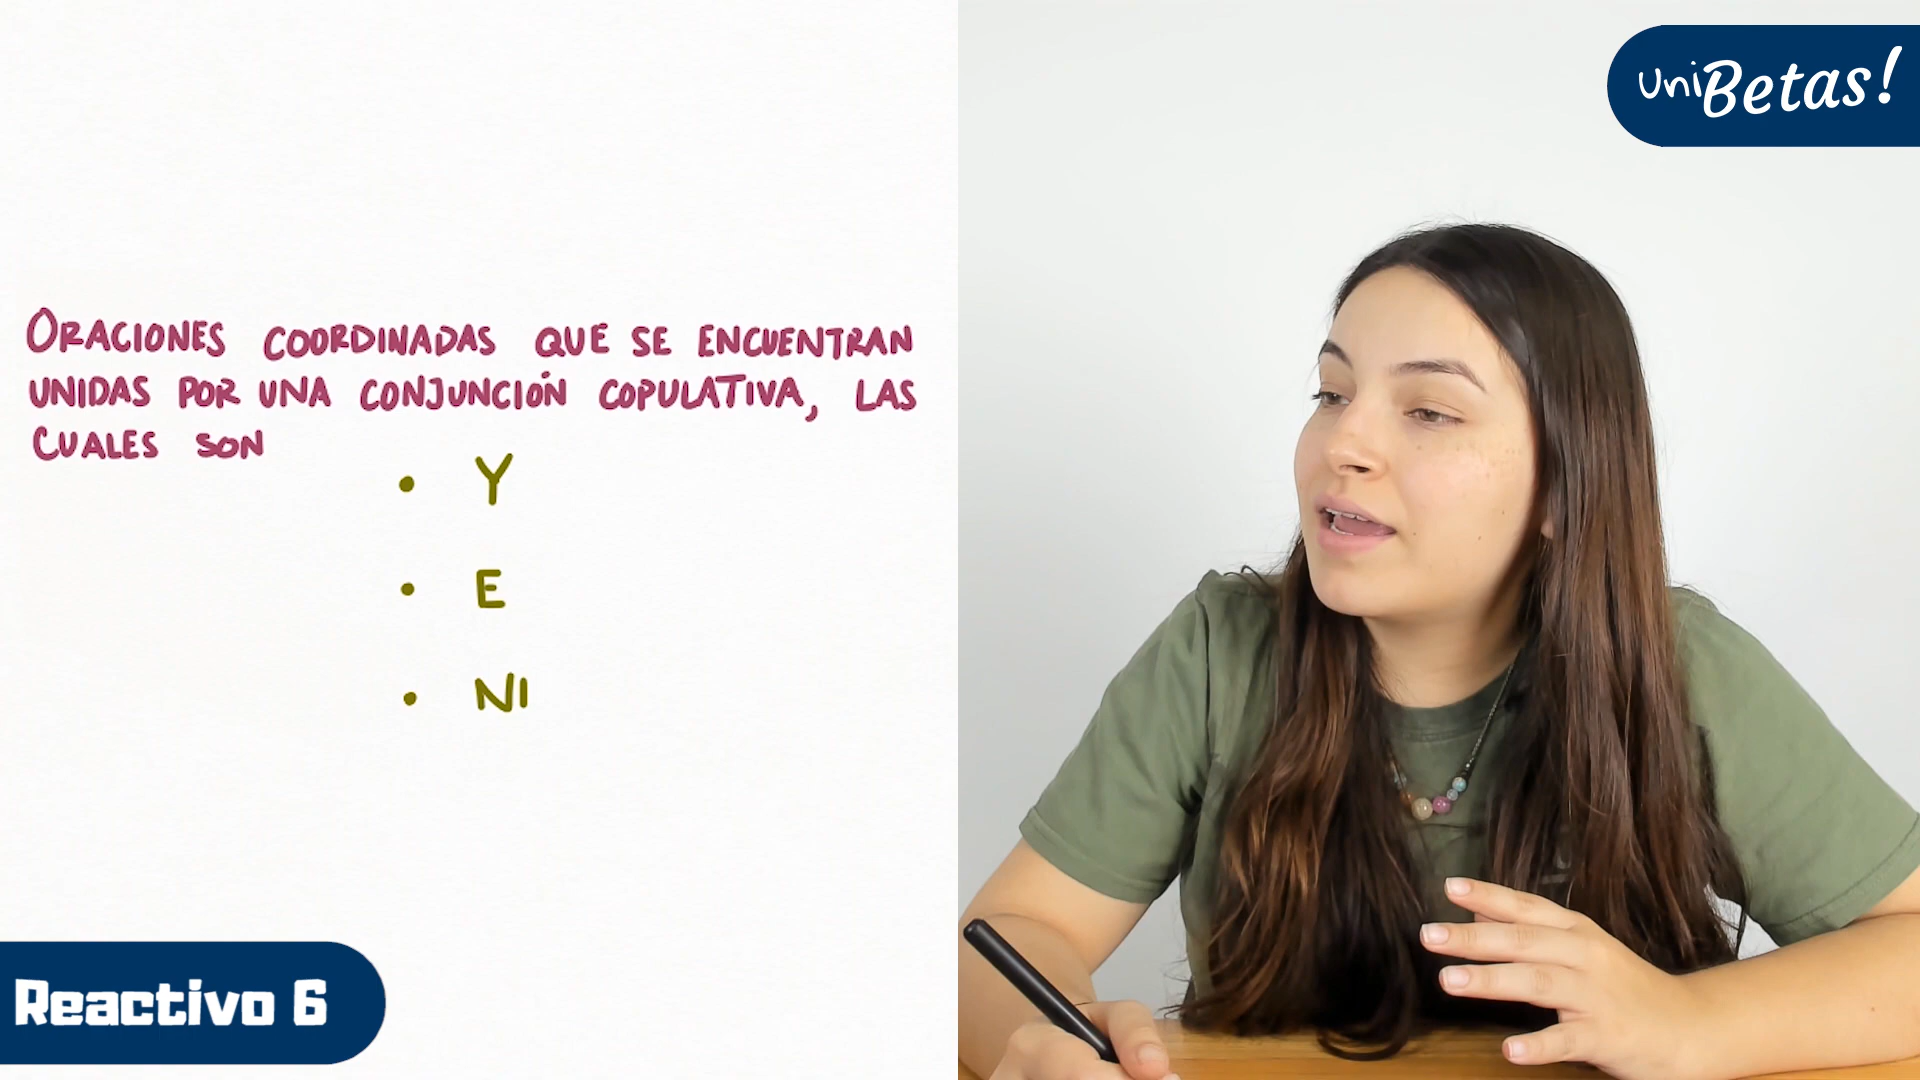 uniBetas!
ORACIONES COORDINADAS QUE SE ENCUENTRAN
UNIDAS POR UNA CONJUNCIÓN COPULATIVA, LAS
CUALES SON
• Y
• E
• NI
Reactivo 6